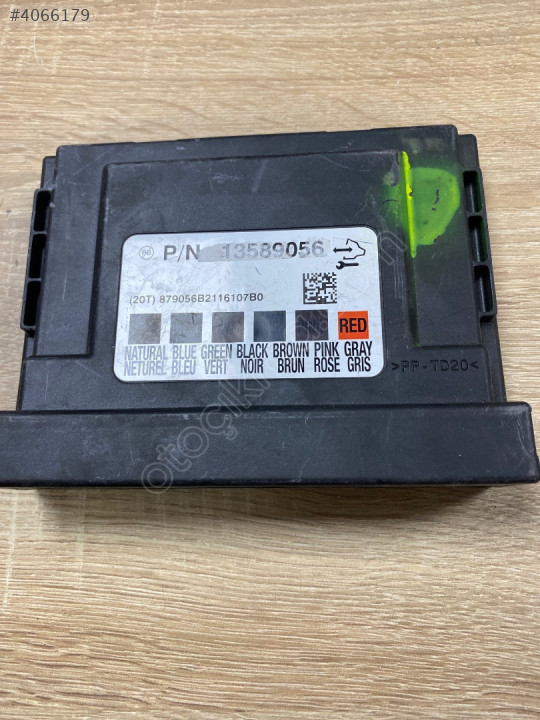 #4066179
86 P/N 13589056
(20T) 879056B2116107B0
RED
NATURAL BLUE GREEN BLACK BROWN PINK GRAY
NETUREL BLEU VERT NOIR BRUN ROSE GRIS
>PP-TD20<